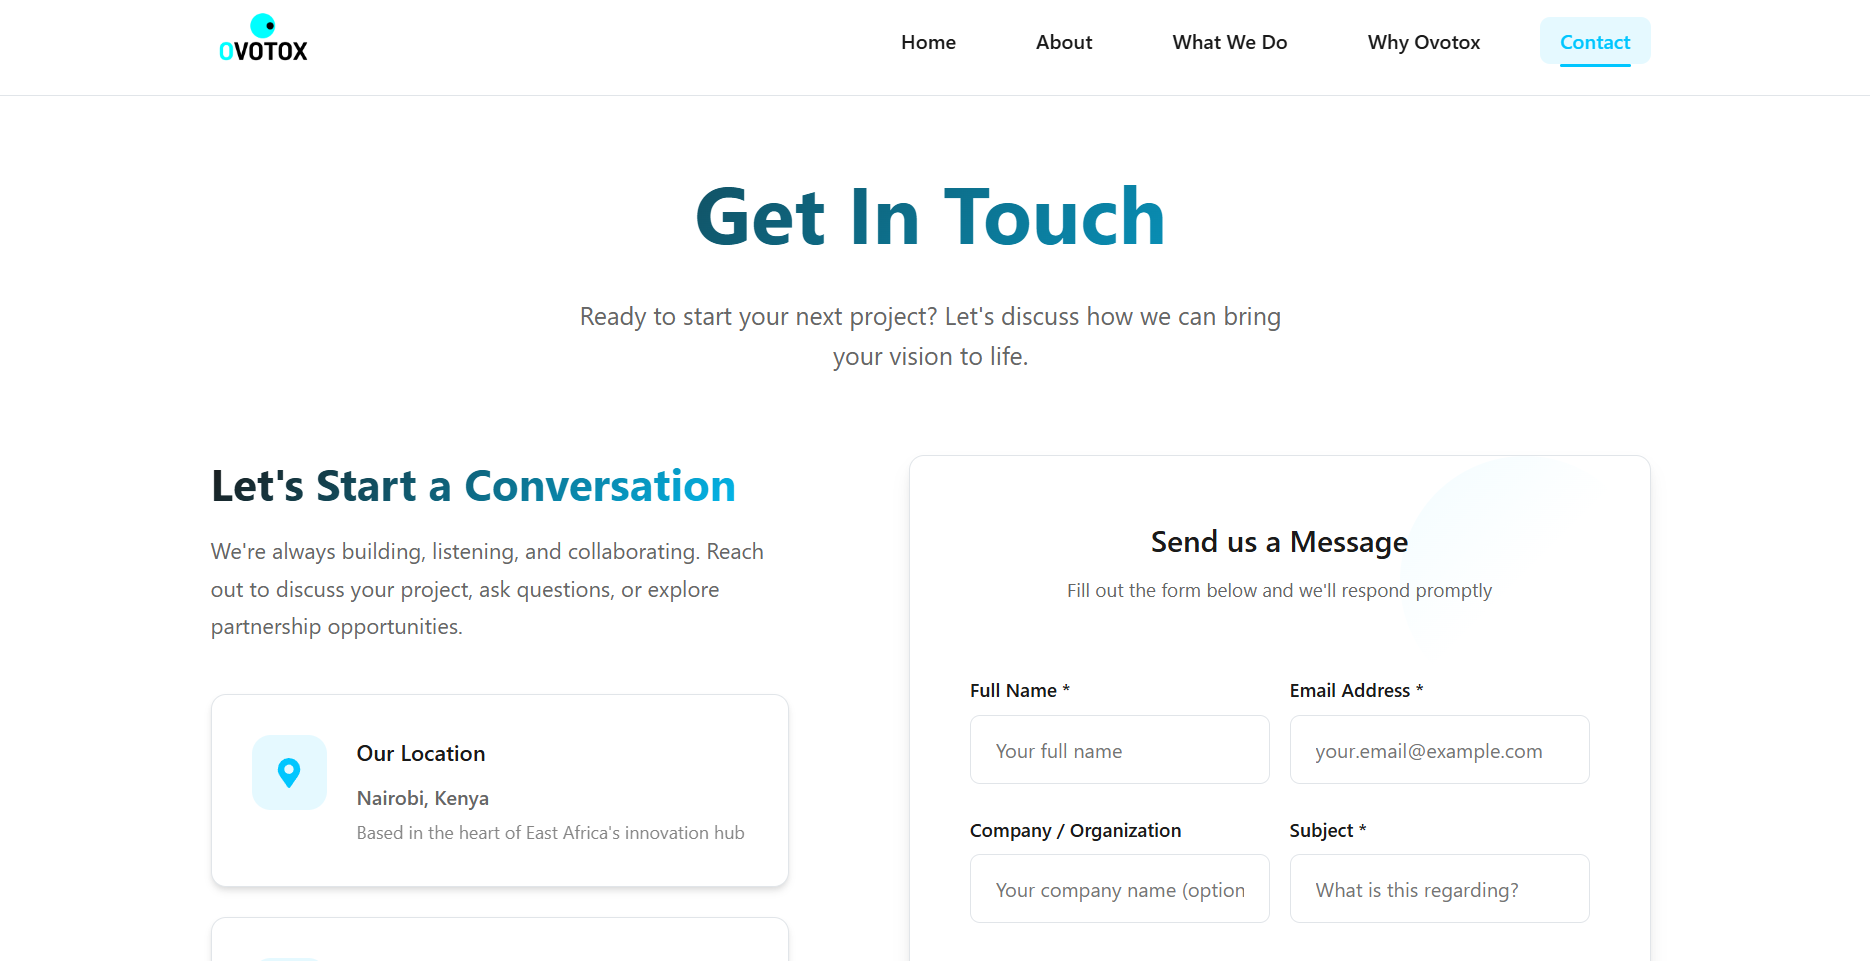 OVOTOX
Home
About
What We Do
Why Ovotox
Contact
Get In Touch
Ready to start your next project? Let's discuss how we can bring
your vision to life.
Let's Start a Conversation
We're always building, listening, and collaborating. Reach
out to discuss your project, ask questions, or explore
partnership opportunities.
Our Location
Nairobi, Kenya
Based in the heart of East Africa's innovation hub
Send us a Message
Fill out the form below and we'll respond promptly
Full Name *
Your full name
Email Address *
your.email@example.com
Company / Organization
Your company name (option
Subject *
What is this regarding?